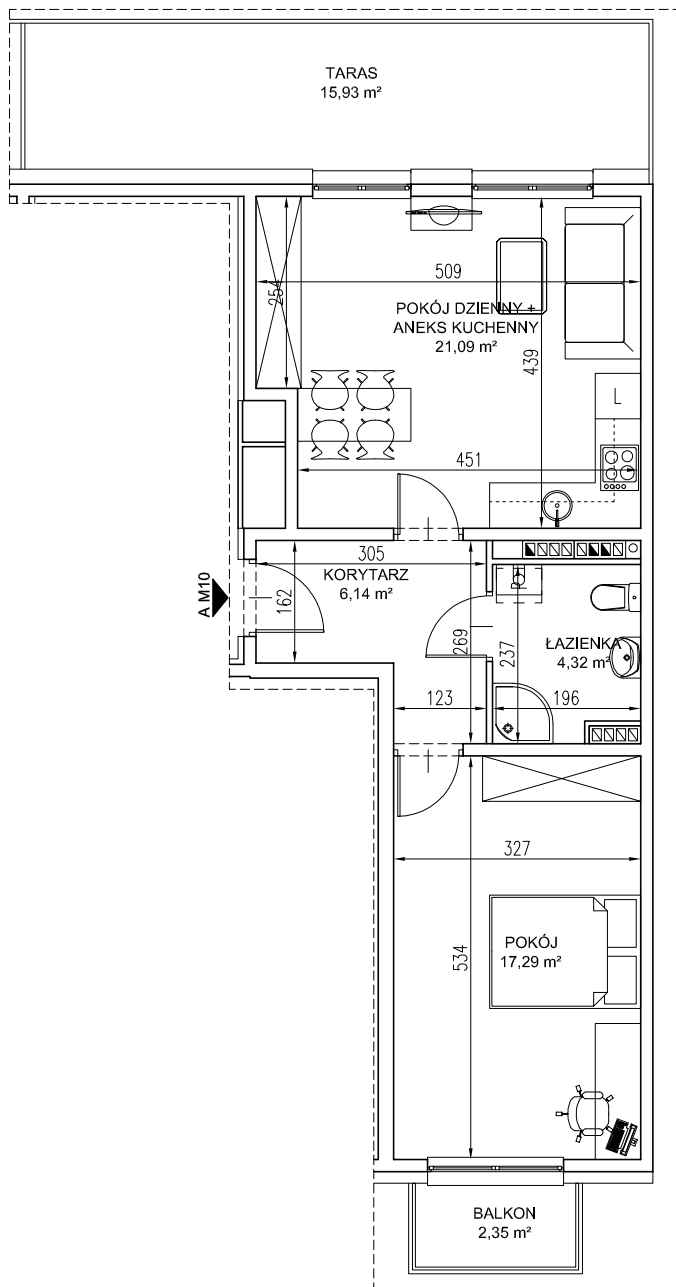 TARAS
15,93 m²
509
254
POKÓJ DZIENNY +
ANEKS KUCHENNY
21,09 m²
439
L
451
305
KORYTARZ
6,14 m²
162
A M10
269
237
ŁAZIENKA
4,32 m²
123
196
327
534
POKÓJ
17,29 m²
BALKON
2,35 m²